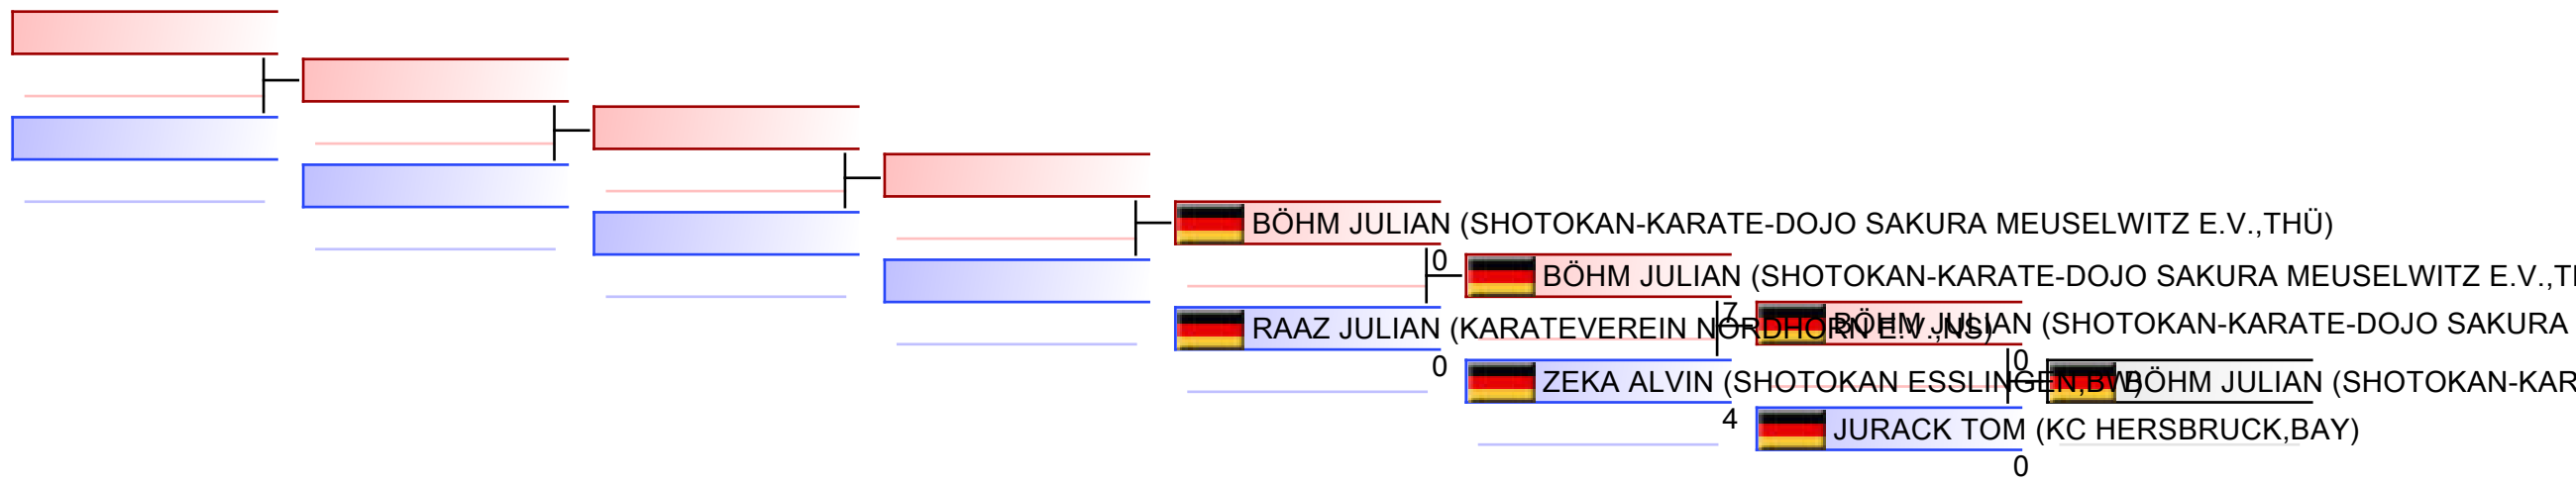 BÖHM JULIAN (SHOTOKAN-KARATE-DOJO SAKURA MEUSELWITZ E.V.,THÜ)
0
BÖHM JULIAN (SHOTOKAN-KARATE-DOJO SAKURA MEUSELWITZ E.V.,T
7
RAAZ JULIAN (KARATEVEREIN NORDHORN E.V.,NS)
BÖHM JULIAN (SHOTOKAN-KARATE-DOJO SAKURA
0
0
ZEKA ALVIN (SHOTOKAN ESSLINGEN,BW)
BÖHM JULIAN (SHOTOKAN-KAR
4
JURACK TOM (KC HERSBRUCK,BAY)
0